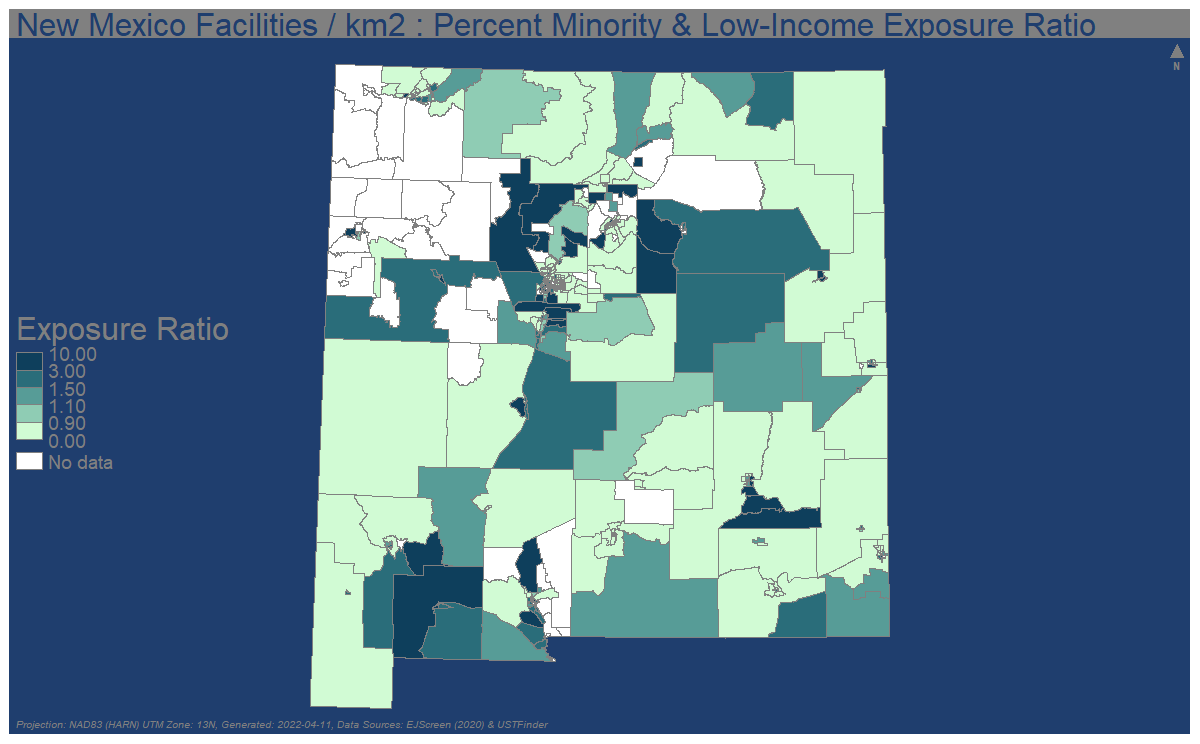 New Mexico Facilities / km2 : Percent Minority & Low-Income Exposure Ratio
N
Exposure Ratio
10.00
3.00
1.50
1.10
0.90
0.00
No data
Projection: NAD83 (HARN) UTM Zone: 13N, Generated: 2022-04-11, Data Sources: EJScreen (2020) & USTFinder